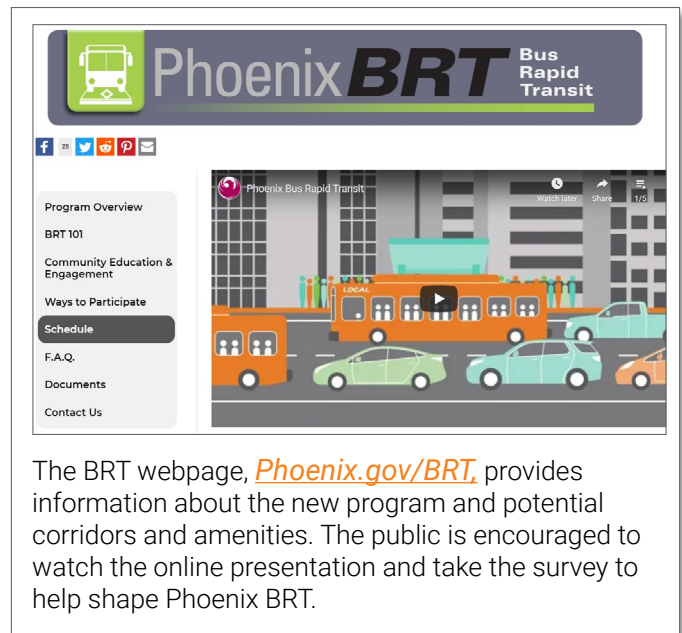 Phoenix BRT Bus
Rapid
Transit
25
Phoenix Bus Rapid Transit
Watch later
Share
1/5
Program Overview
BRT 101
Community Education &
Engagement
Ways to Participate
Schedule
F.A.Q.
Documents
Contact Us
LOCAL
The BRT webpage, Phoenix.gov/BRT, provides
information about the new program and potential
corridors and amenities. The public is encouraged to
watch the online presentation and take the survey to
help shape Phoenix BRT.